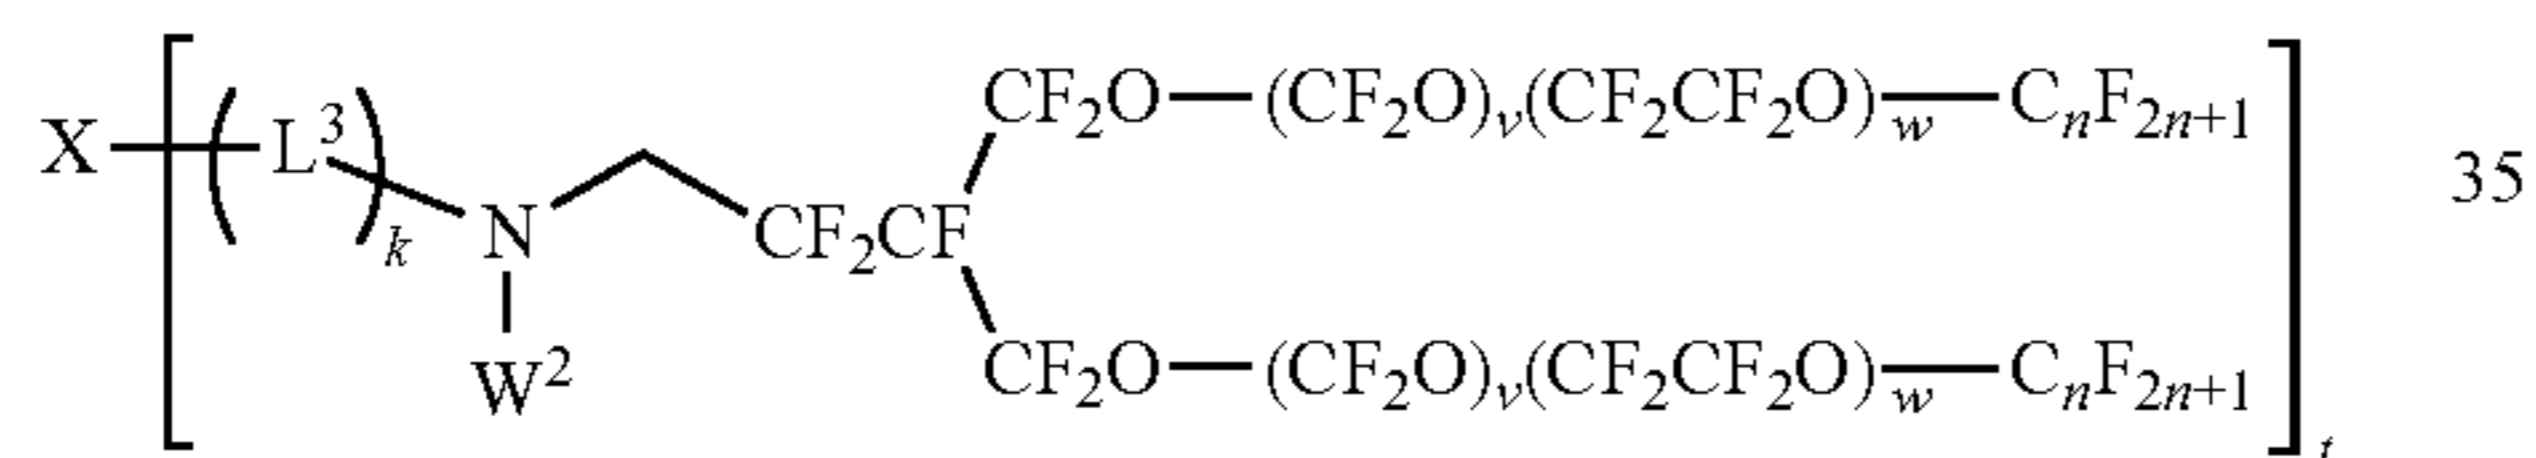 CF₂O—(CF₂O)ᵥ(CF₂CF₂O)w—CₙF₂ₙ₊₁
X—[(L³)ₖ 35
N CF₂CF
W²
CF₂O—(CF₂O)ᵥ(CF₂CF₂O)w—CₙF₂ₙ₊₁
]t